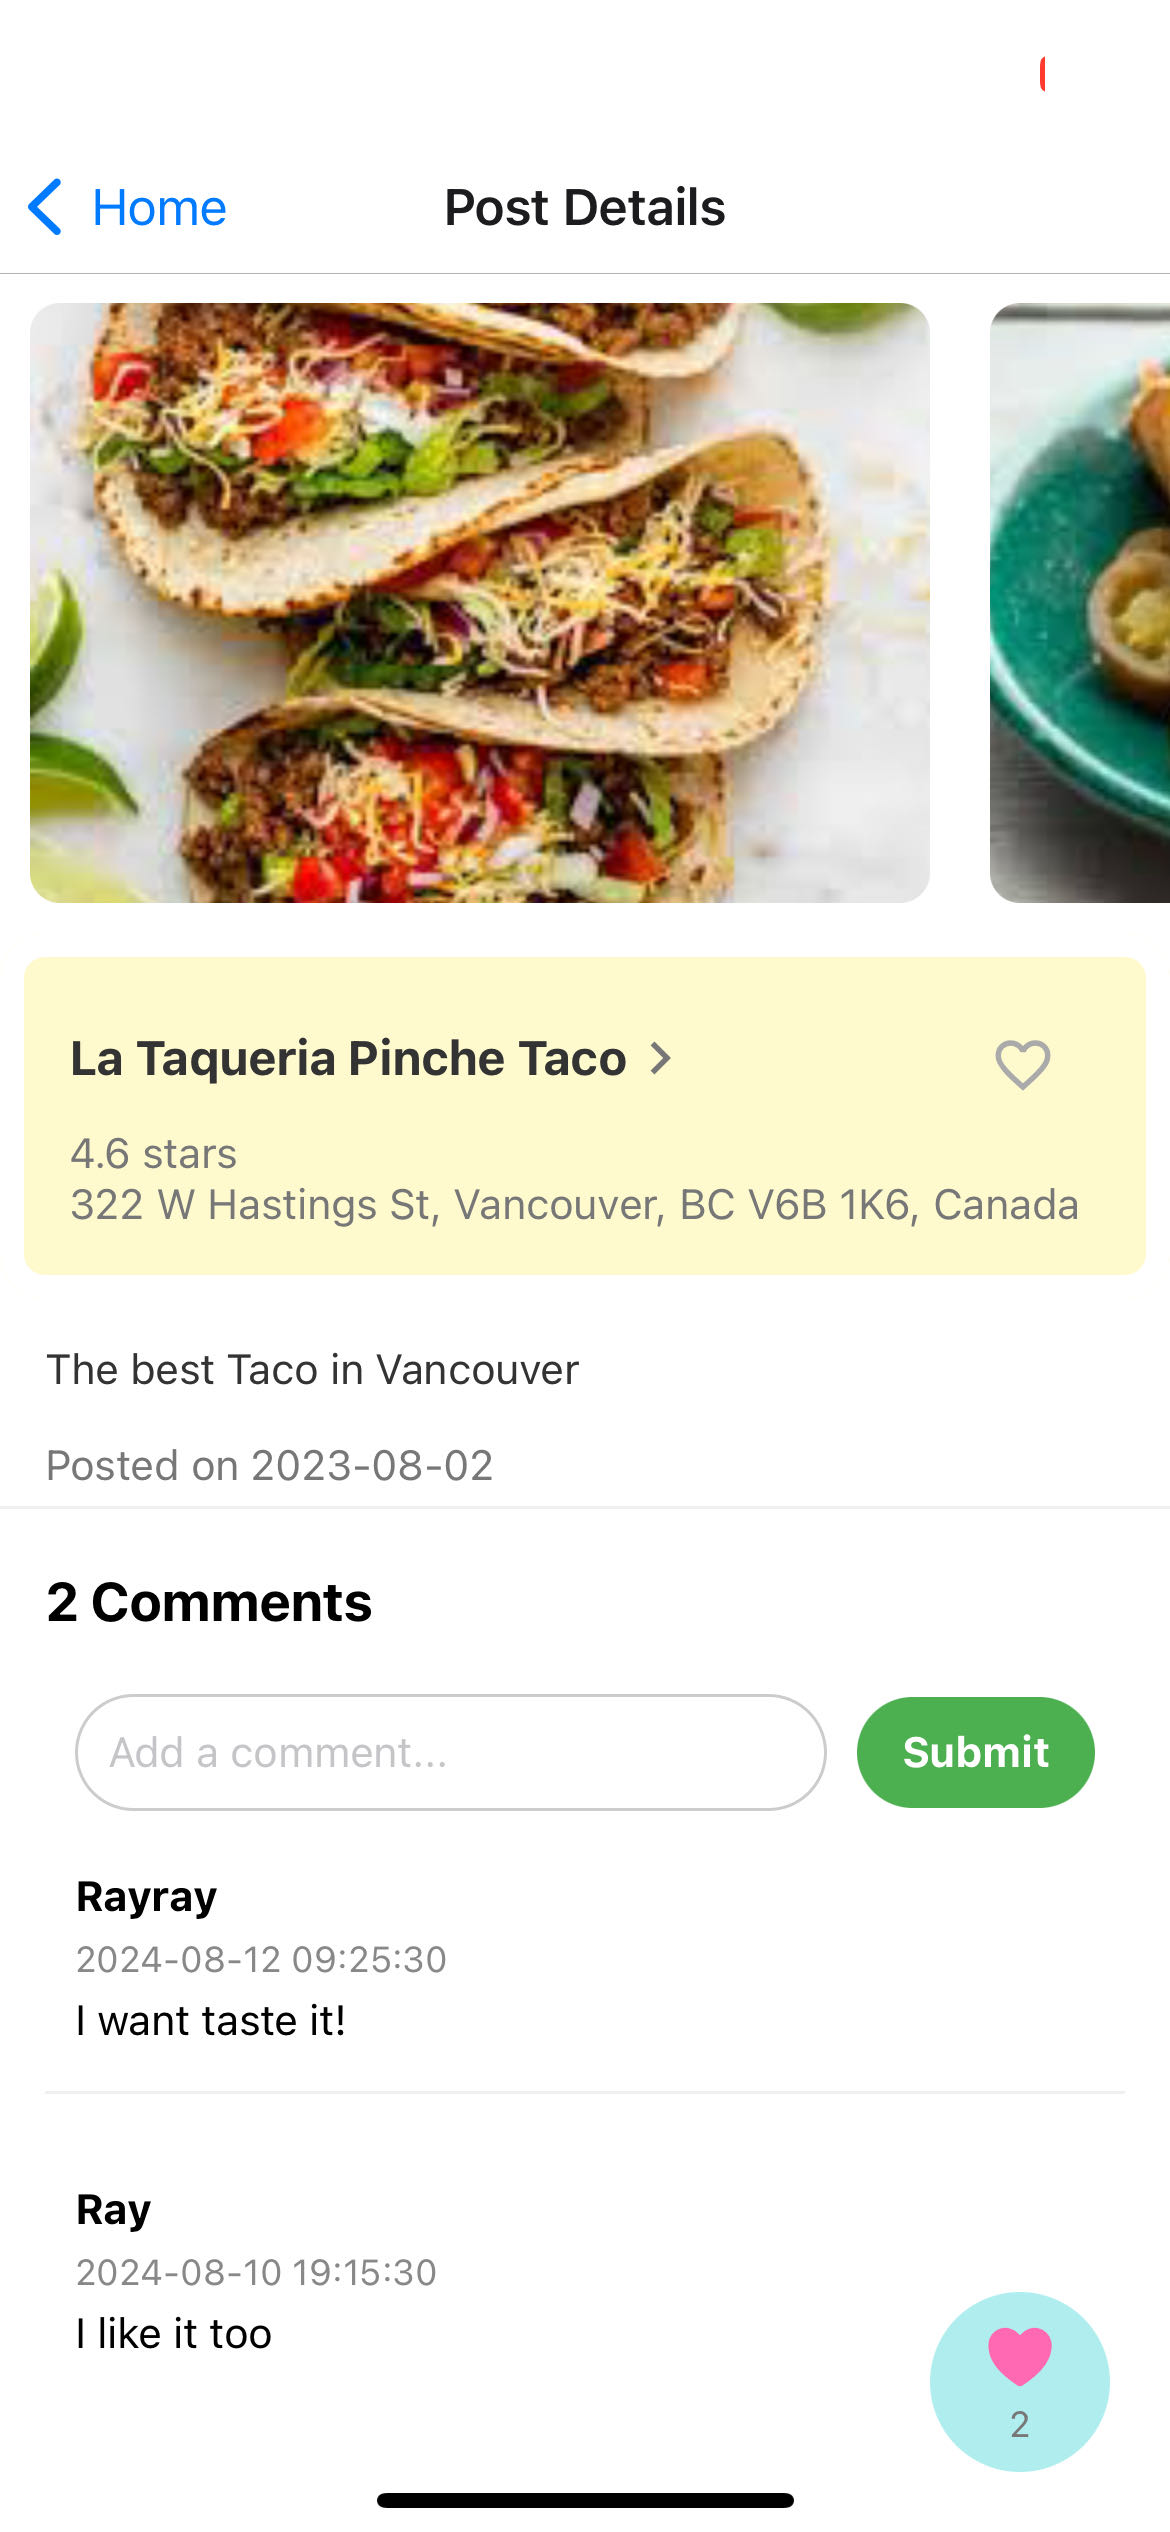 Home
Post Details
La Taqueria Pinche Taco
4.6 stars
322 W Hastings St, Vancouver, BC V6B 1K6, Canada
The best Taco in Vancouver
Posted on 2023-08-02
2 Comments
Add a comment...
Submit
Rayray
2024-08-12 09:25:30
I want taste it!
Ray
2024-08-10 19:15:30
I like it too
2